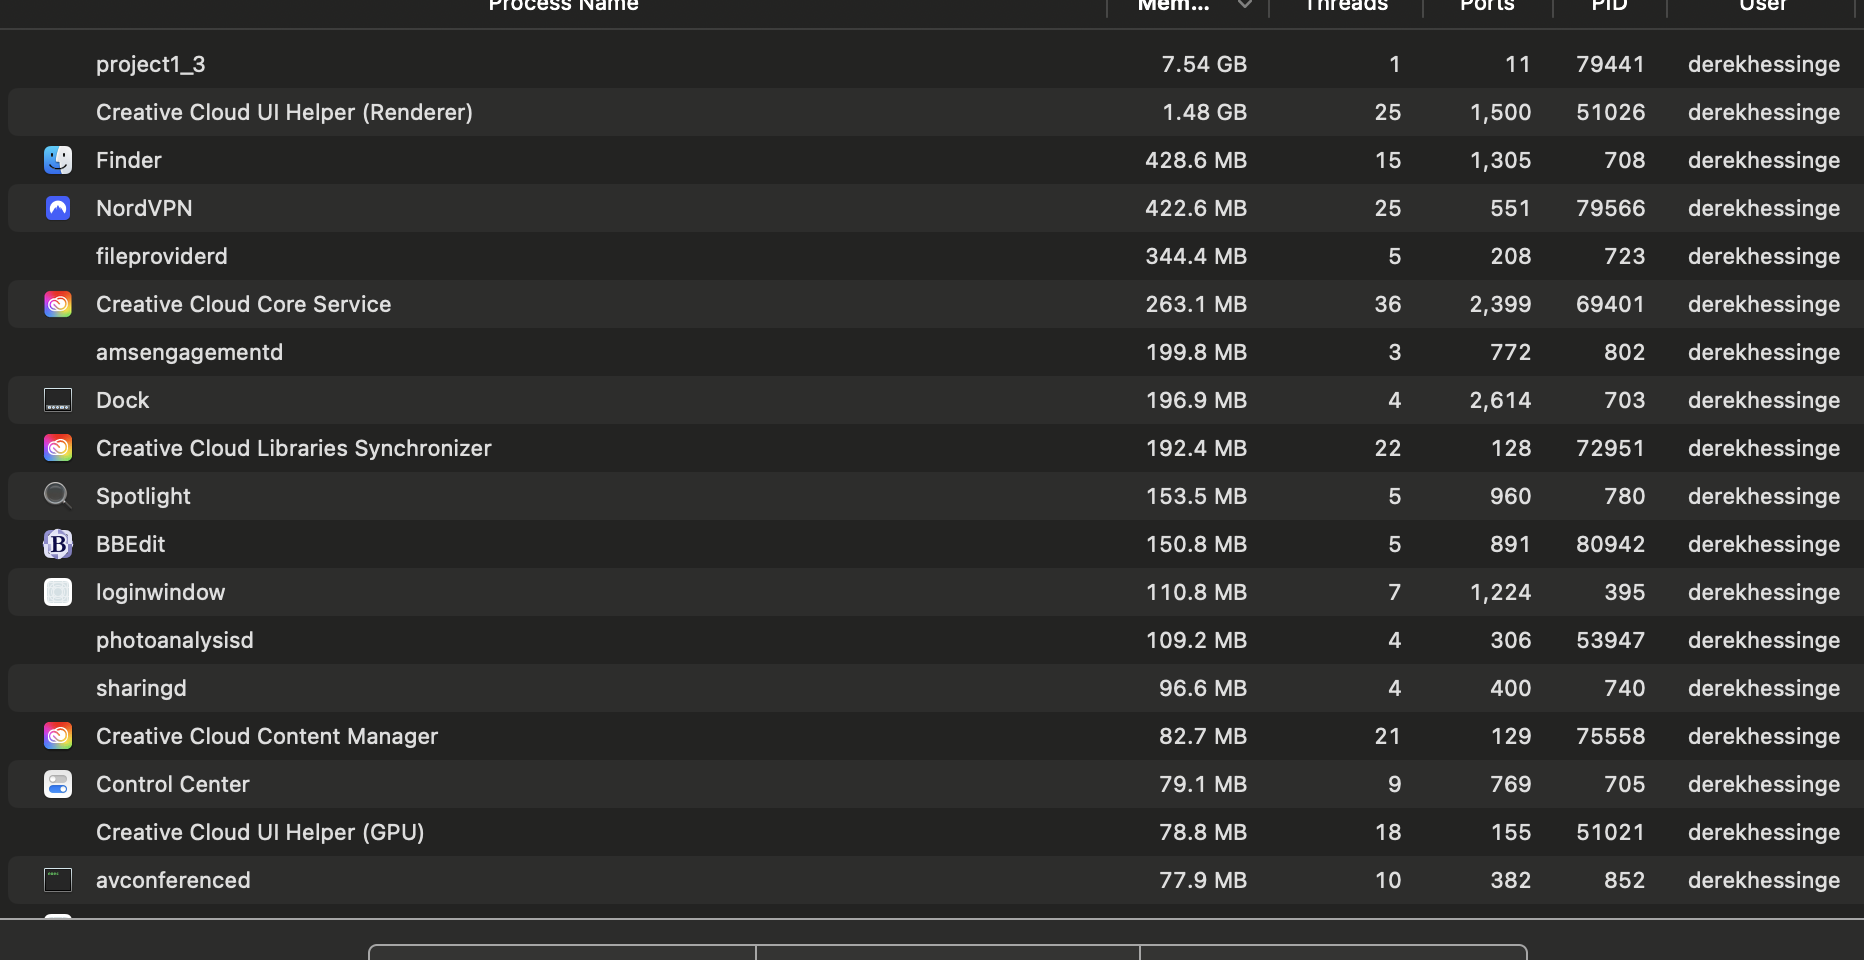 Process Name Mem... Threads Ports PID User
project1_3 7.54 GB 1 11 79441 derekhessinge
Creative Cloud UI Helper (Renderer) 1.48 GB 25 1,500 51026 derekhessinge
Finder 428.6 MB 15 1,305 708 derekhessinge
NordVPN 422.6 MB 25 551 79566 derekhessinge
fileproviderd 344.4 MB 5 208 723 derekhessinge
Creative Cloud Core Service 263.1 MB 36 2,399 69401 derekhessinge
amsengagementd 199.8 MB 3 772 802 derekhessinge
Dock 196.9 MB 4 2,614 703 derekhessinge
Creative Cloud Libraries Synchronizer 192.4 MB 22 128 72951 derekhessinge
Spotlight 153.5 MB 5 960 780 derekhessinge
B BBEdit 150.8 MB 5 891 80942 derekhessinge
loginwindow 110.8 MB 7 1,224 395 derekhessinge
photoanalysisd 109.2 MB 4 306 53947 derekhessinge
sharingd 96.6 MB 4 400 740 derekhessinge
Creative Cloud Content Manager 82.7 MB 21 129 75558 derekhessinge
Control Center 79.1 MB 9 769 705 derekhessinge
Creative Cloud UI Helper (GPU) 78.8 MB 18 155 51021 derekhessinge
avconferenced 77.9 MB 10 382 852 derekhessinge